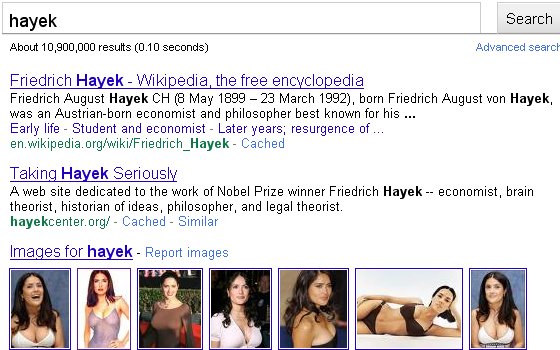 hayek
Search
About 10,900,000 results (0.10 seconds)
Advanced search
Friedrich Hayek - Wikipedia, the free encyclopedia
Friedrich August Hayek CH (8 May 1899 – 23 March 1992), born Friedrich August von Hayek,
was an Austrian-born economist and philosopher best known for his ...
Early life - Student and economist - Later years; resurgence of ...
en.wikipedia.org/wiki/Friedrich_Hayek - Cached
Taking Hayek Seriously
A web site dedicated to the work of Nobel Prize winner Friedrich Hayek -- economist, brain
theorist, historian of ideas, philosopher, and legal theorist.
hayekcenter.org/ - Cached - Similar
Images for hayek - Report images